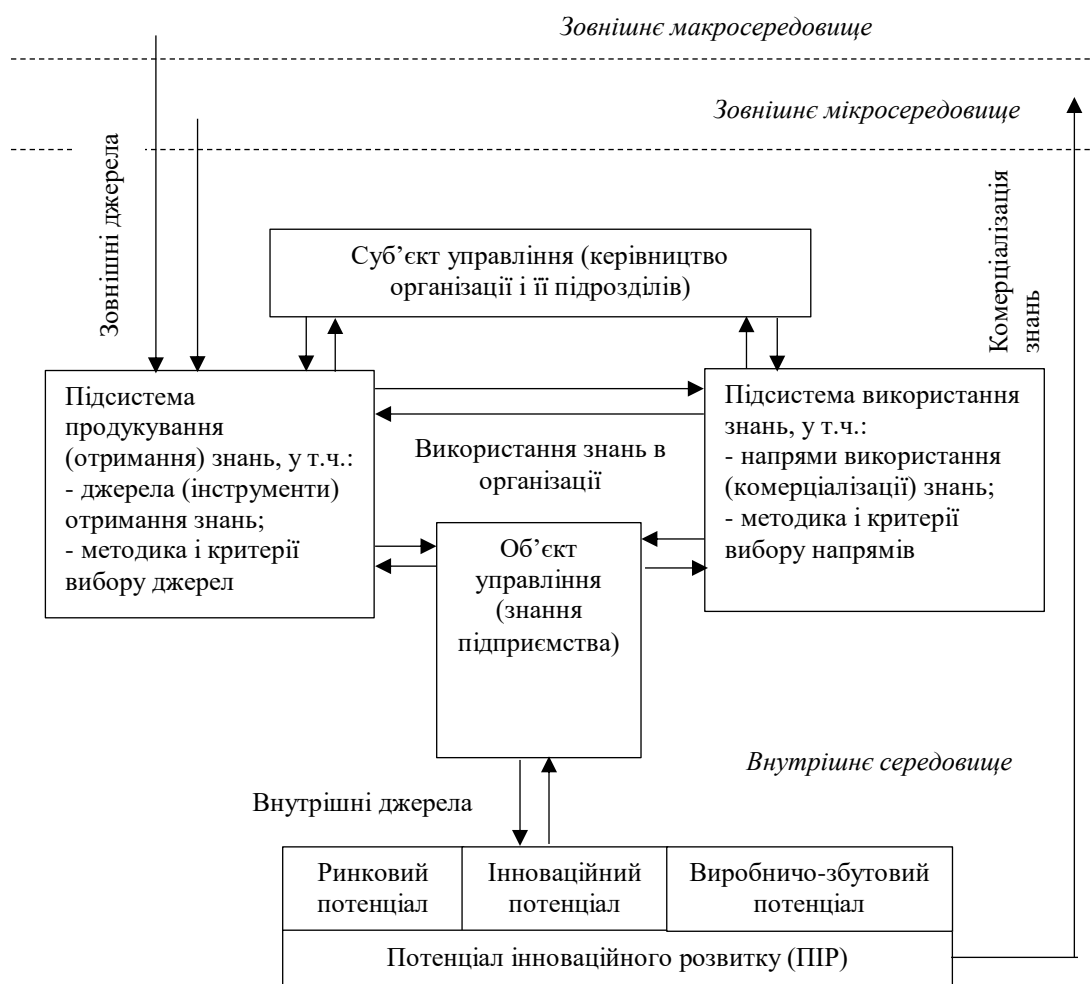 Зовнішнє макросередовище
Зовнішнє мікросередовище
Зовнішні джерела
Комерціалізація
знань
Суб’єкт управління (керівництво
організації і її підрозділів)
Підсистема
продукування
(отримання) знань, у т.ч.:
- джерела (інструменти)
отримання знань;
- методика і критерії
вибору джерел
Використання знань в
організації
Підсистема використання
знань, у т.ч.:
- напрями використання
(комерціалізації) знань;
- методика і критерії
вибору напрямів
Об’єкт
управління
(знання
підприємства)
Внутрішнє середовище
Внутрішні джерела
Ринковий
потенціал
Інноваційний
потенціал
Виробничо-збутовий
потенціал
Потенціал інноваційного розвитку (ПІР)